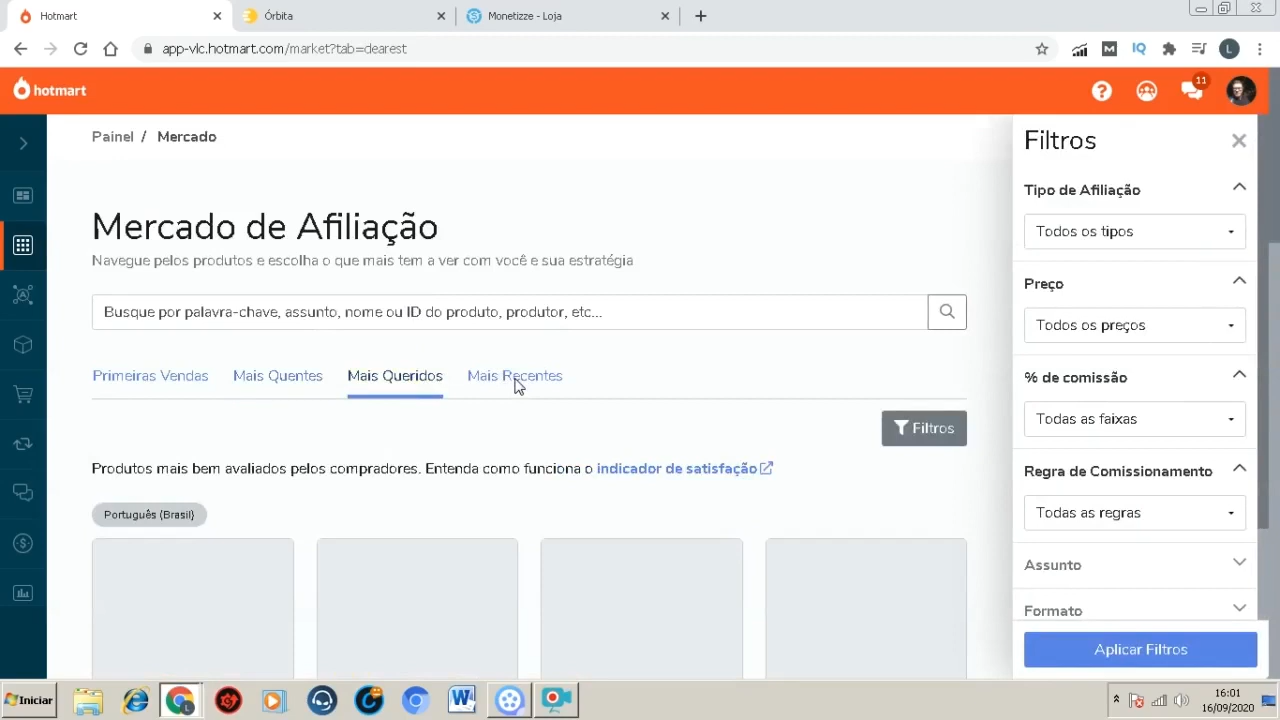 Hotmart
Órbita
Monetizze - Loja
app-vlc.hotmart.com/market?tab=dearest
M
IQ
L
hotmart
11
Painel / Mercado
Mercado de Afiliação
Navegue pelos produtos e escolha o que mais tem a ver com você e sua estratégia
Busque por palavra-chave, assunto, nome ou ID do produto, produtor, etc...
Primeiras Vendas
Mais Quentes
Mais Queridos
Mais Recentes
Filtros
Produtos mais bem avaliados pelos compradores. Entenda como funciona o indicador de satisfação
Português (Brasil)
Filtros
Tipo de Afiliação
Todos os tipos
Preço
Todos os preços
% de comissão
Todas as faixas
Regra de Comissionamento
Todas as regras
Assunto
Formato
Aplicar Filtros
Iniciar
16:01
16/09/2020